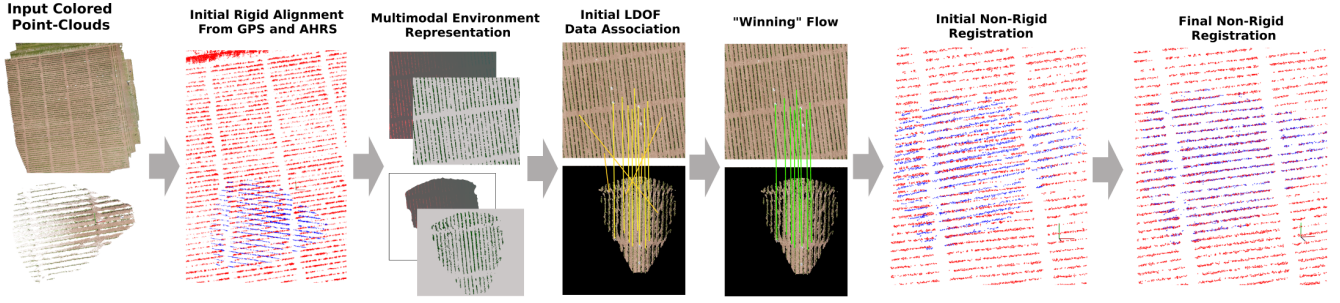 Input Colored
Point-Clouds
Initial Rigid Alignment
From GPS and AHRS
Multimodal Environment
Representation
Initial LDOF
Data Association
"Winning" Flow
Initial Non-Rigid
Registration
Final Non-Rigid
Registration